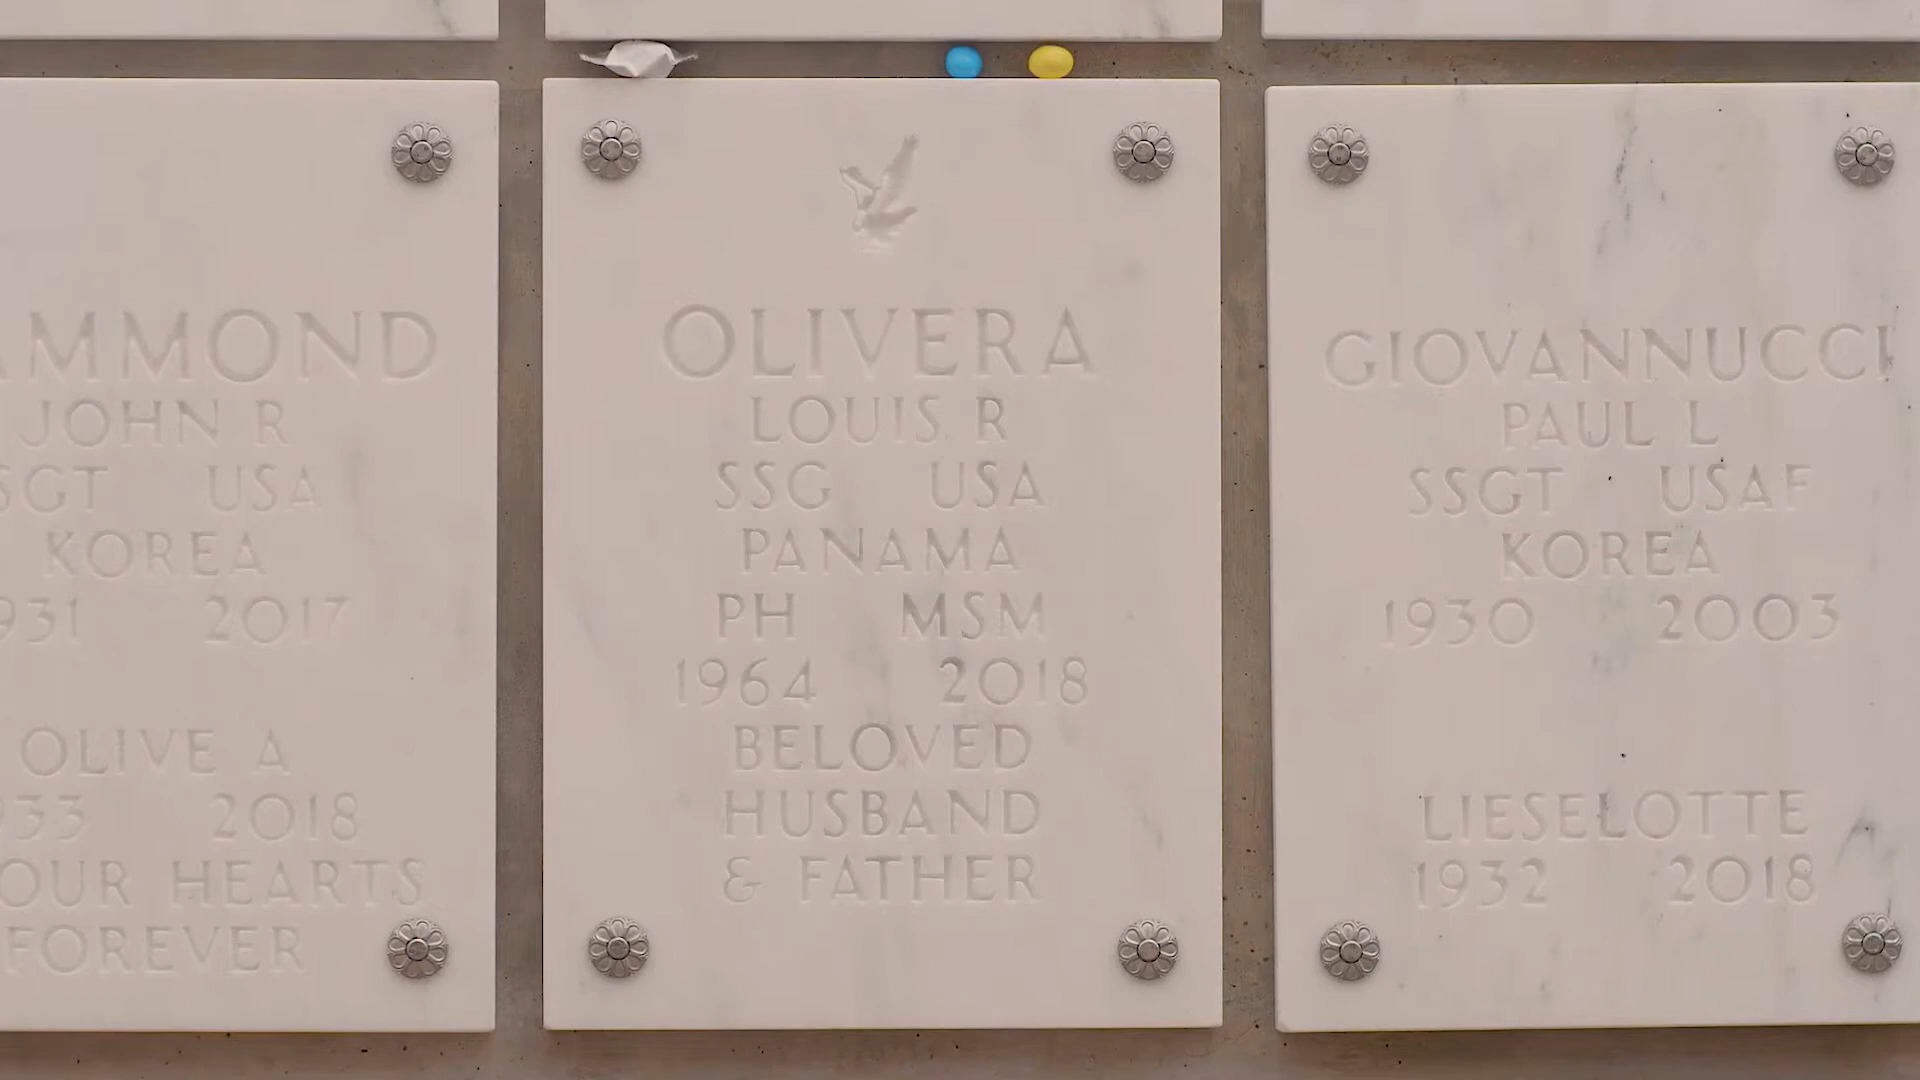 AMMOND
JOHN R
SGT USA
KOREA
931 2017
OLIVE A
933 2018
OUR HEARTS
FOREVER
OLIVERA
LOUIS R
SSG USA
PANAMA
PH MSM
1964 2018
BELOVED
HUSBAND
& FATHER
GIOVANNUCCI
PAUL L
SSGT USAF
KOREA
1930 2003
LIESELOTTE
1932 2018